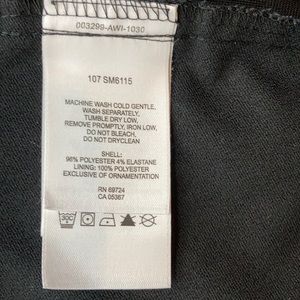 003299-AWI-1030
107 SM6115
MACHINE WASH COLD GENTLE,
WASH SEPARATELY,
TUMBLE DRY LOW,
REMOVE PROMPTLY, IRON LOW,
DO NOT BLEACH.
DO NOT DRYCLEAN
SHELL:
96% POLYESTER 4% ELASTANE
LINING: 100% POLYESTER
EXCLUSIVE OF ORNAMENTATION
RN 69724
CA 05367
30C